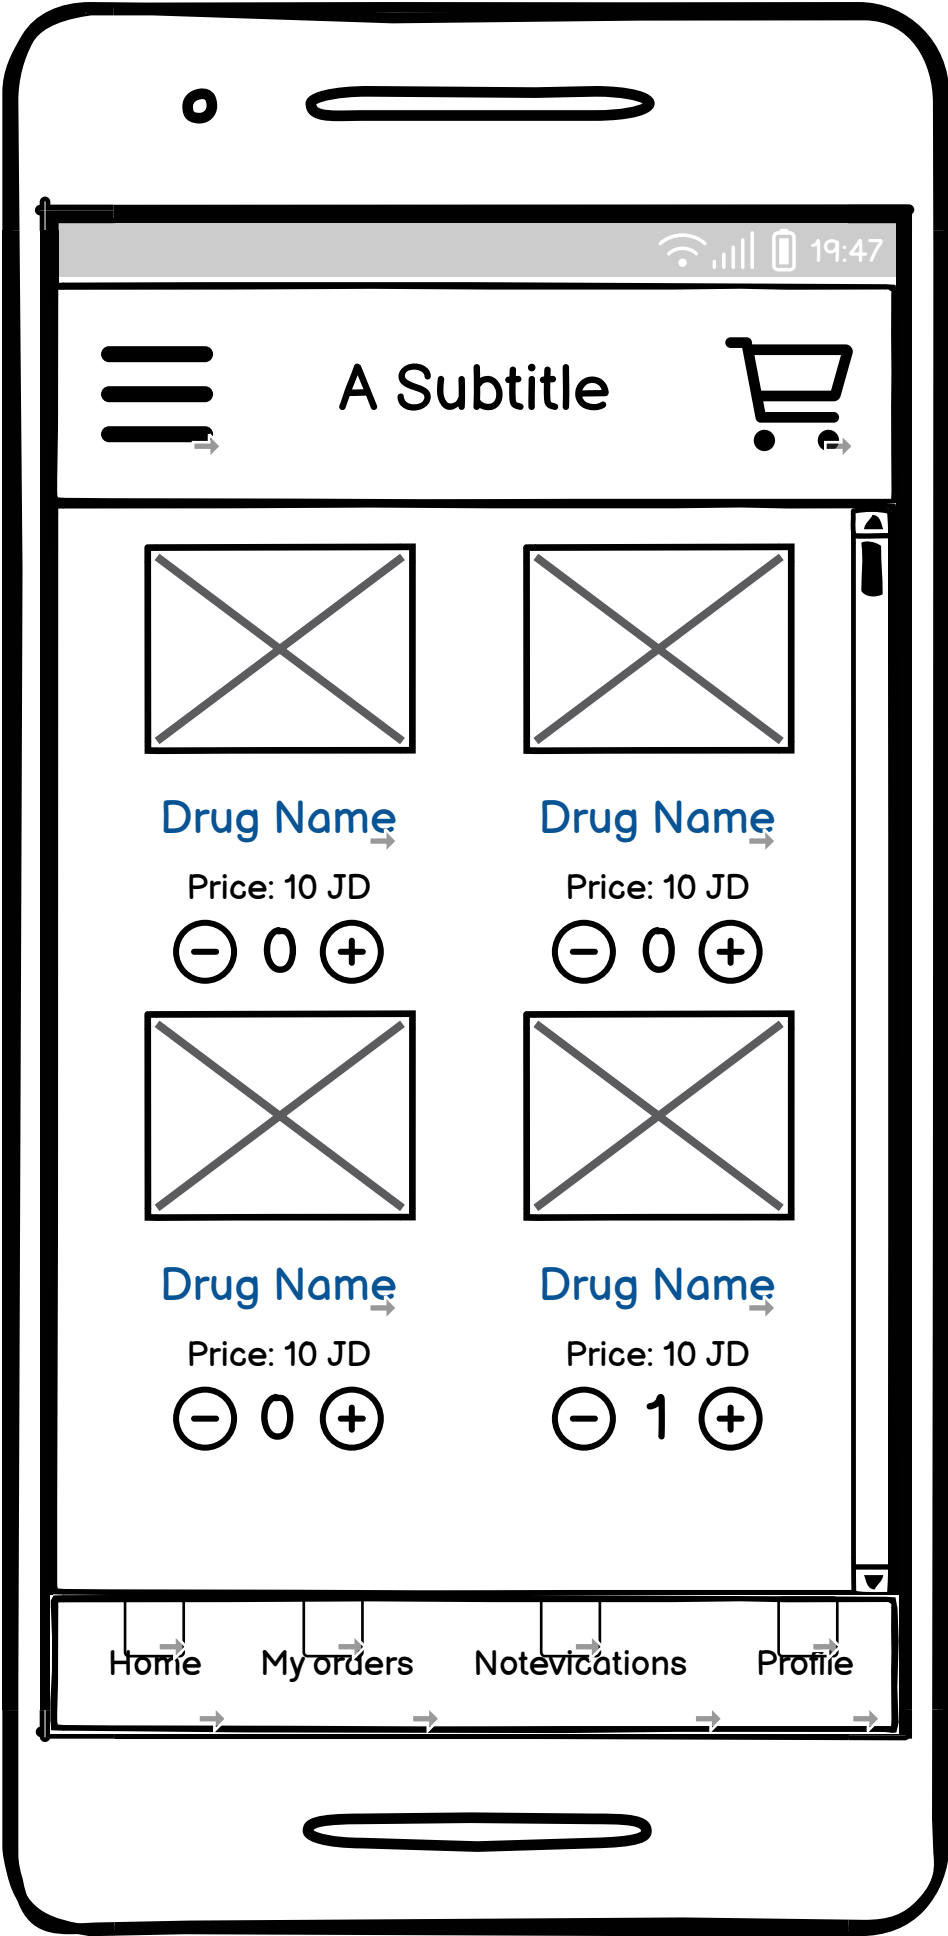 19:47
A Subtitle
Drug Name Drug Name
Price: 10 JD Price: 10 JD
0 0
Drug Name Drug Name
Price: 10 JD Price: 10 JD
0 1
Home My orders Notevications Profile